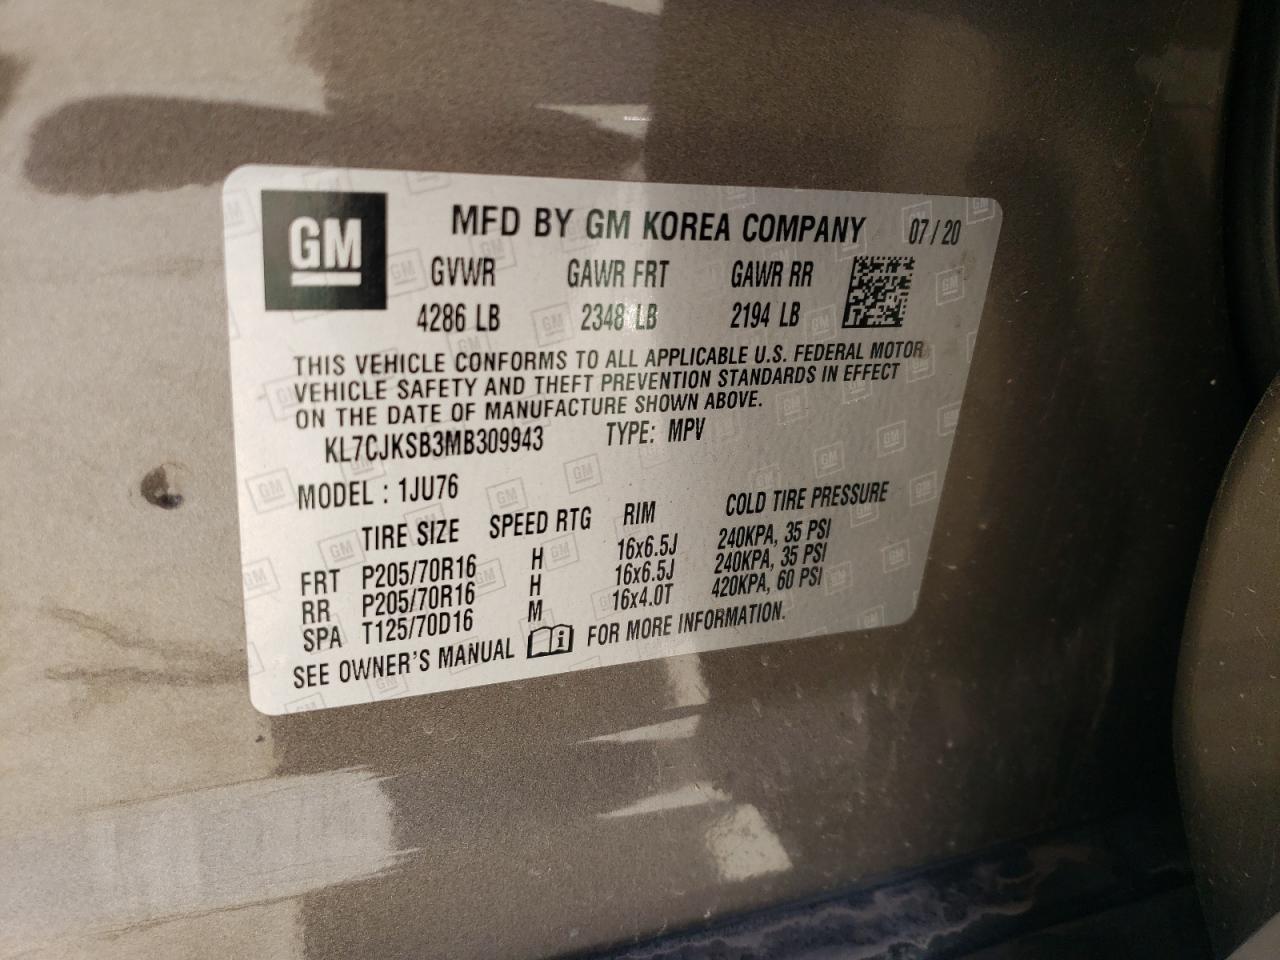 GM
MFD BY GM KOREA COMPANY 07/20
GVWR GAWR FRT GAWR RR
4286 LB 2348 LB 2194 LB
THIS VEHICLE CONFORMS TO ALL APPLICABLE U.S. FEDERAL MOTOR
VEHICLE SAFETY AND THEFT PREVENTION STANDARDS IN EFFECT
ON THE DATE OF MANUFACTURE SHOWN ABOVE.
KL7CJKSB3MB309943 TYPE: MPV
MODEL : 1JU76
TIRE SIZE SPEED RTG RIM COLD TIRE PRESSURE
FRT P205/70R16 H 16x6.5J 240KPA, 35 PSI
RR P205/70R16 H 16x6.5J 240KPA, 35 PSI
SPA T125/70D16 M 16x4.0T 420KPA, 60 PSI
SEE OWNER'S MANUAL FOR MORE INFORMATION.